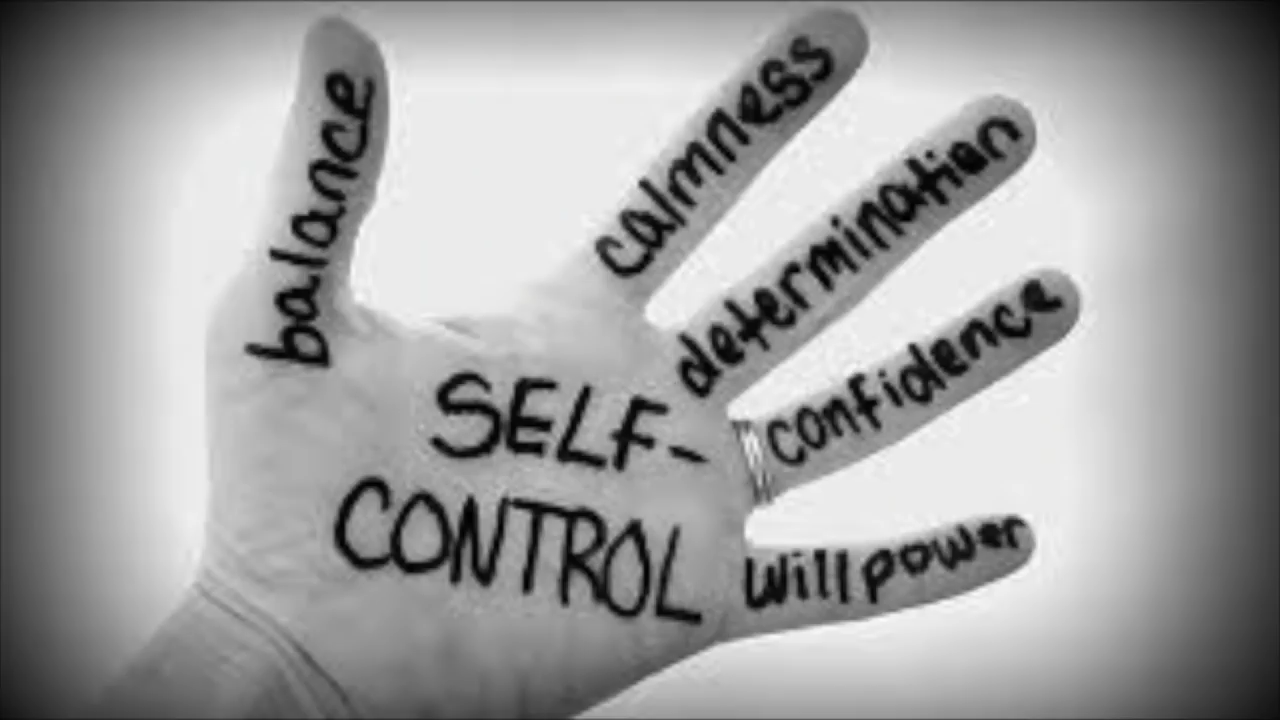 balance
calmness
determination
confidence
Willpower
SELF-
CONTROL